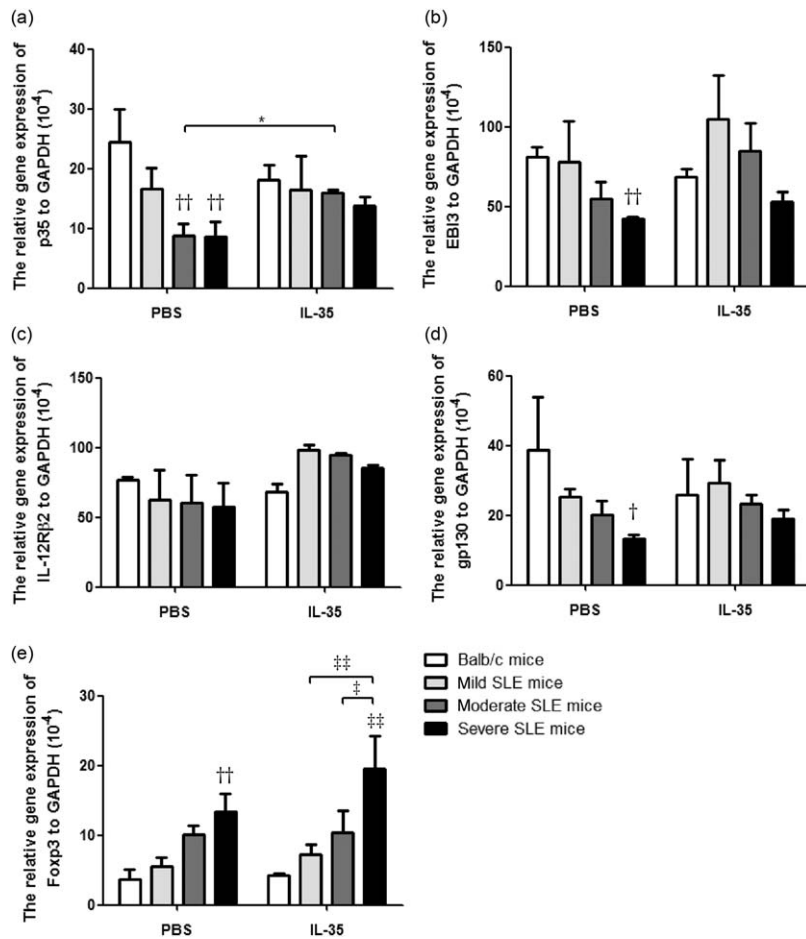 (a)
The relative gene expression of
p35 to GAPDH (10⁻⁴)
40
30
20
10
0
*
††
††
PBS
IL-35
(b)
The relative gene expression of
EBI3 to GAPDH (10⁻⁴)
150
100
50
0
††
PBS
IL-35
(c)
The relative gene expression of
IL-12Rβ2 to GAPDH (10⁻⁴)
150
100
50
0
PBS
IL-35
(d)
The relative gene expression of
gp130 to GAPDH (10⁻⁴)
60
40
20
0
†
PBS
IL-35
(e)
The relative gene expression of
Foxp3 to GAPDH (10⁻⁴)
30
20
10
0
††
‡‡
‡
‡‡
PBS
IL-35
Balb/c mice
Mild SLE mice
Moderate SLE mice
Severe SLE mice